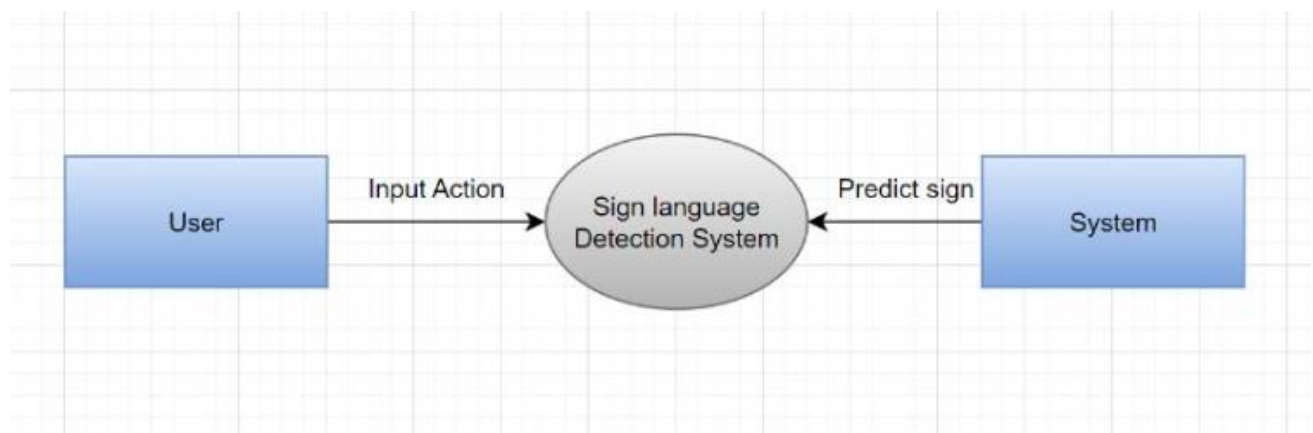 User
Input Action
Sign language
Detection System
Predict sign
System